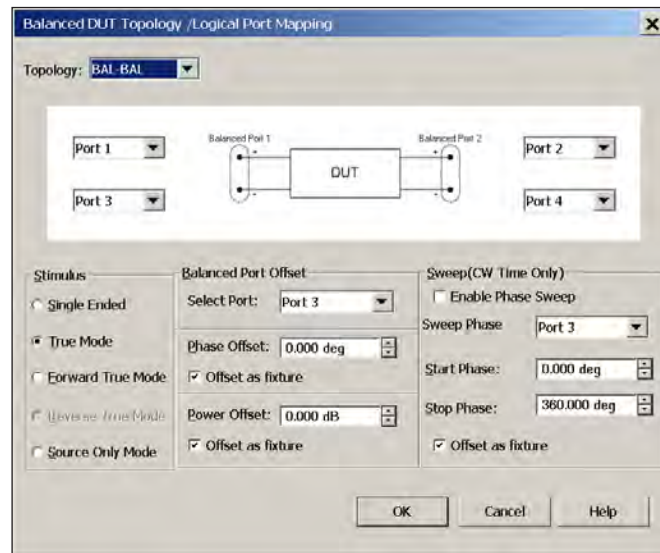 Balanced DUT Topology /Logical Port Mapping
Topology: BAL-BAL
Balanced Port 1
Balanced Port 2
Port 1
Port 2
+
+
DUT
Port 3
Port 4
-
-
Stimulus
Balanced Port Offset
Sweep(CW Time Only)
Single Ended
Select Port: Port 3
Enable Phase Sweep
True Mode
Sweep Phase Port 3
Phase Offset: 0.000 deg
Forward True Mode
Offset as fixture
Start Phase: 0.000 deg
Reverse True Mode
Power Offset: 0.000 dB
Stop Phase: 360.000 deg
Source Only Mode
Offset as fixture
Offset as fixture
OK
Cancel
Help